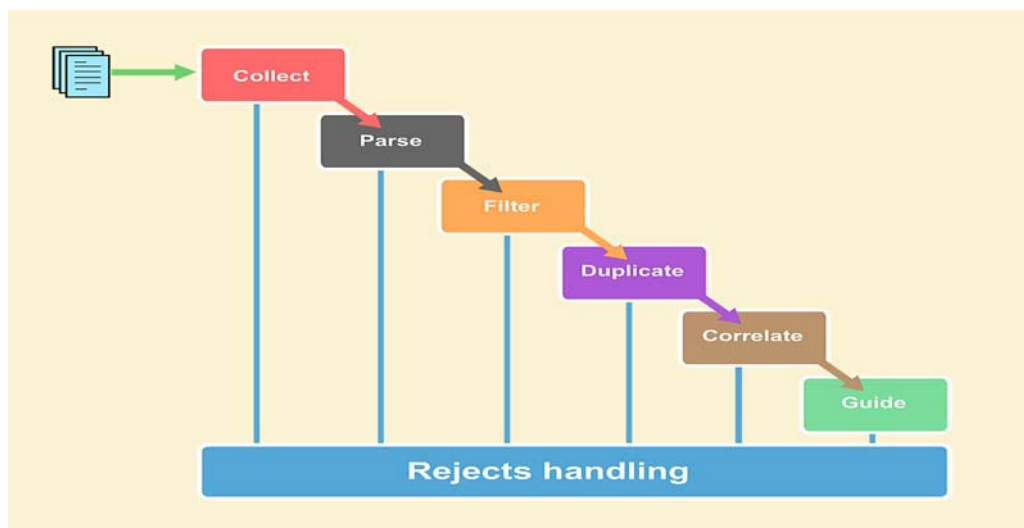 Collect
Parse
Filter
Duplicate
Correlate
Guide
Rejects handling